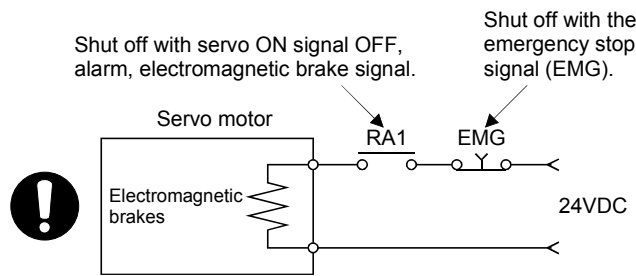 Shut off with servo ON signal OFF,
alarm, electromagnetic brake signal.
Shut off with the
emergency stop
signal (EMG).
Servo motor
RA1
EMG
Electromagnetic
brakes
24VDC